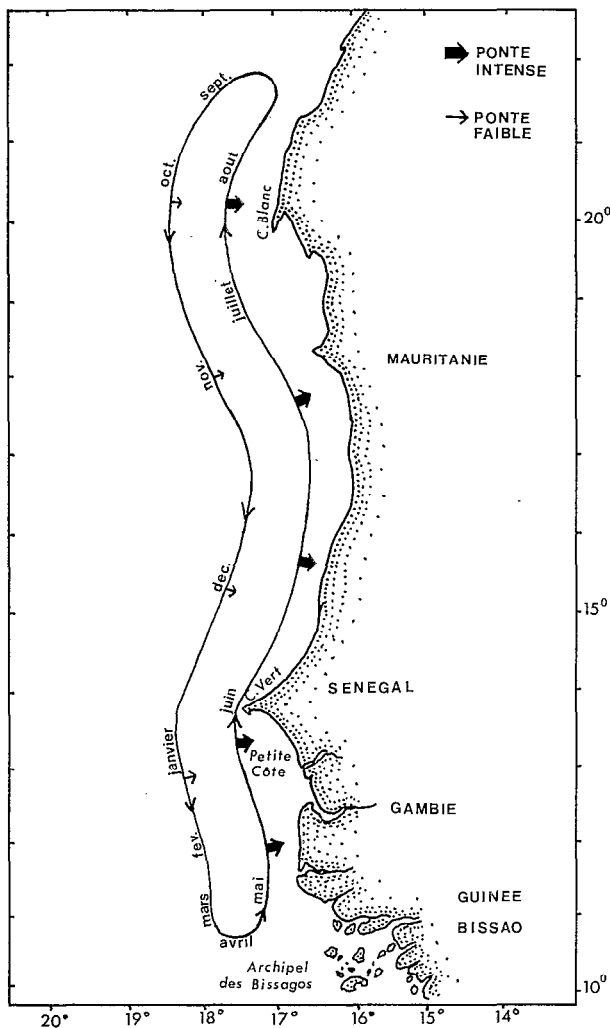 PONTE
INTENSE
PONTE
FAIBLE
sept.
oct.
aout
C. Blanc
20°
juillet
nov.
MAURITANIE
dec.
15°
C. Vert
juin
SENEGAL
janvier
Petite
Côte
GAMBIE
fev.
mars
mai
avril
GUINEE
BISSAO
Archipel
des Bissagos
10°
20° 19° 18° 17° 16° 15° 14°